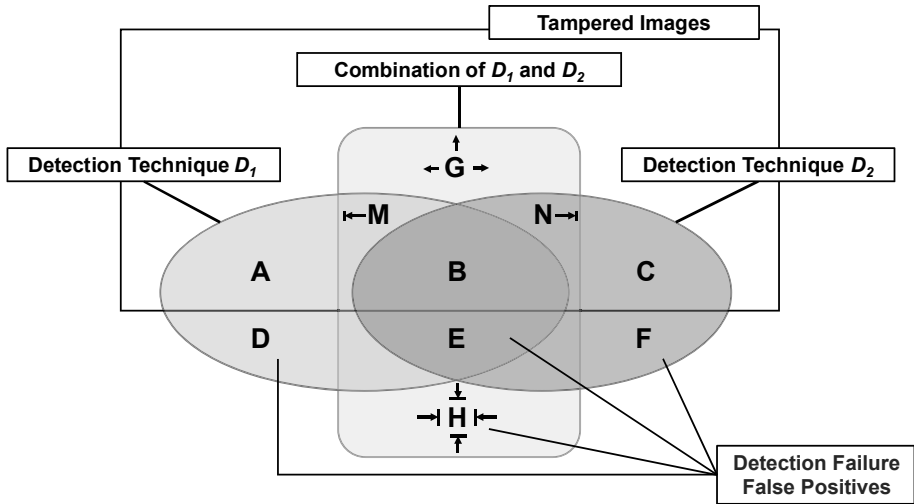 Tampered Images
Combination of D1 and D2
Detection Technique D1
Detection Technique D2
G
M
N
A
B
C
D
E
F
H
Detection Failure
False Positives